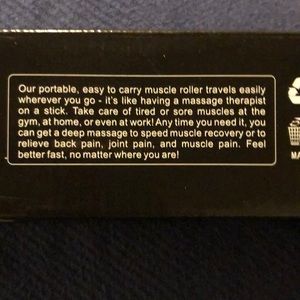 Our portable, easy to carry muscle roller travels easily
wherever you go - it's like having a massage therapist
on a stick. Take care of tired or sore muscles at the
gym, at home, or even at work! Any time you need it, you
can get a deep massage to speed muscle recovery or to
relieve back pain, joint pain, and muscle pain. Feel
better fast, no matter where you are!
MA